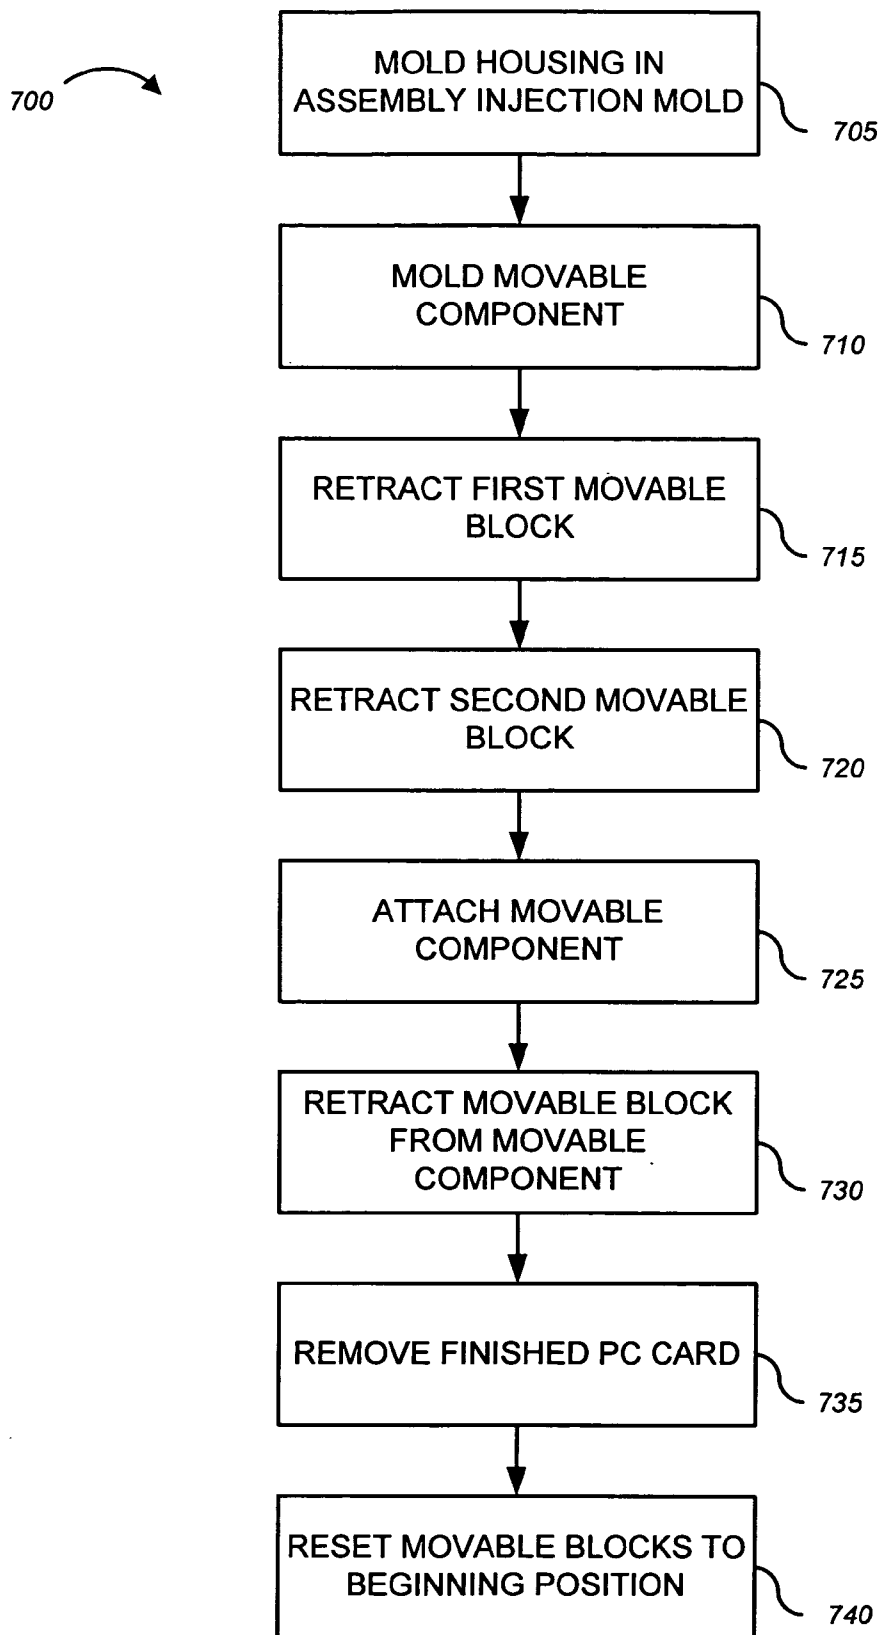 700
MOLD HOUSING IN
ASSEMBLY INJECTION MOLD
705
MOLD MOVABLE
COMPONENT
710
RETRACT FIRST MOVABLE
BLOCK
715
RETRACT SECOND MOVABLE
BLOCK
720
ATTACH MOVABLE
COMPONENT
725
RETRACT MOVABLE BLOCK
FROM MOVABLE
COMPONENT
730
REMOVE FINISHED PC CARD
735
RESET MOVABLE BLOCKS TO
BEGINNING POSITION
740